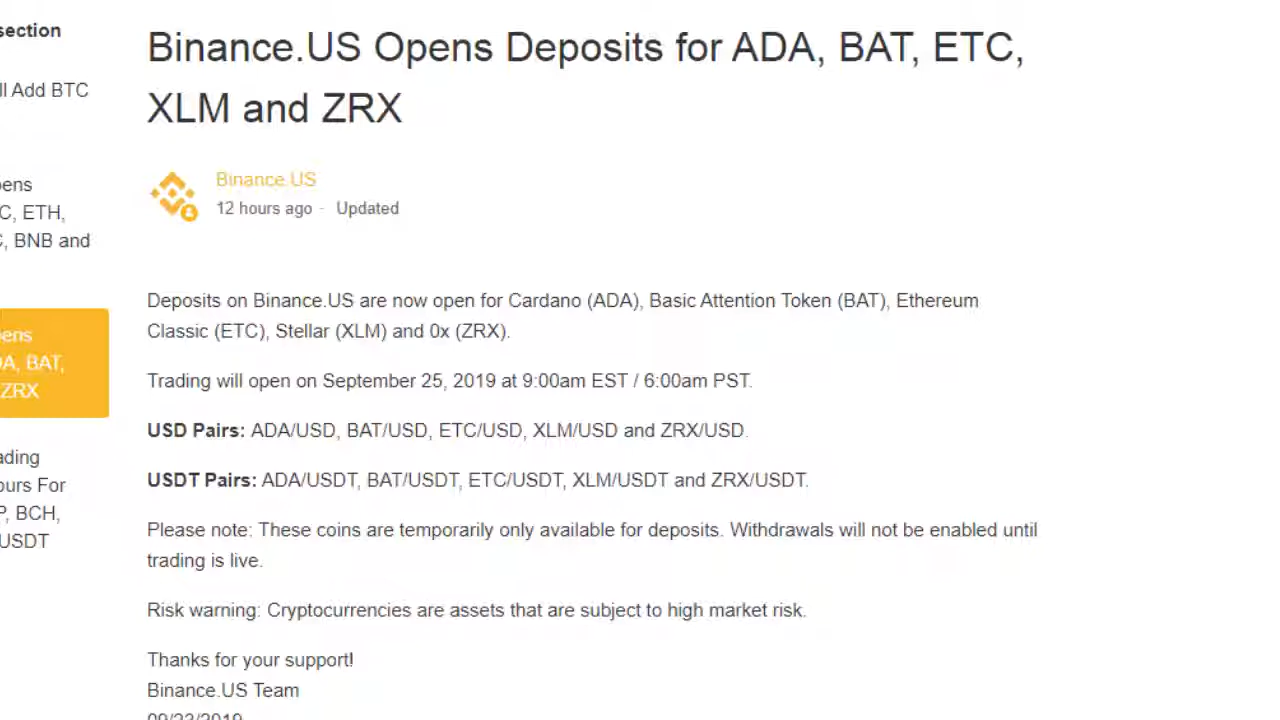 section
ll Add BTC
pens
C, ETH,
C, BNB and
pens
DA, BAT,
ZRX
ading
ours For
P, BCH,
USDT
Binance.US Opens Deposits for ADA, BAT, ETC,
XLM and ZRX
Binance.US
12 hours ago · Updated
Deposits on Binance.US are now open for Cardano (ADA), Basic Attention Token (BAT), Ethereum
Classic (ETC), Stellar (XLM) and 0x (ZRX).
Trading will open on September 25, 2019 at 9:00am EST / 6:00am PST.
USD Pairs: ADA/USD, BAT/USD, ETC/USD, XLM/USD and ZRX/USD.
USDT Pairs: ADA/USDT, BAT/USDT, ETC/USDT, XLM/USDT and ZRX/USDT.
Please note: These coins are temporarily only available for deposits. Withdrawals will not be enabled until
trading is live.
Risk warning: Cryptocurrencies are assets that are subject to high market risk.
Thanks for your support!
Binance.US Team
09/23/2019